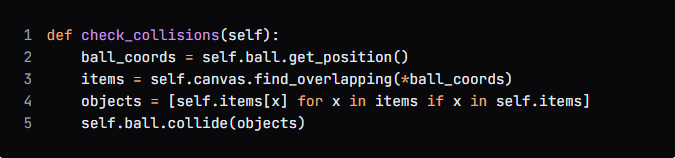 1 def check_collisions(self):
2     ball_coords = self.ball.get_position()
3     items = self.canvas.find_overlapping(*ball_coords)
4     objects = [self.items[x] for x in items if x in self.items]
5     self.ball.collide(objects)